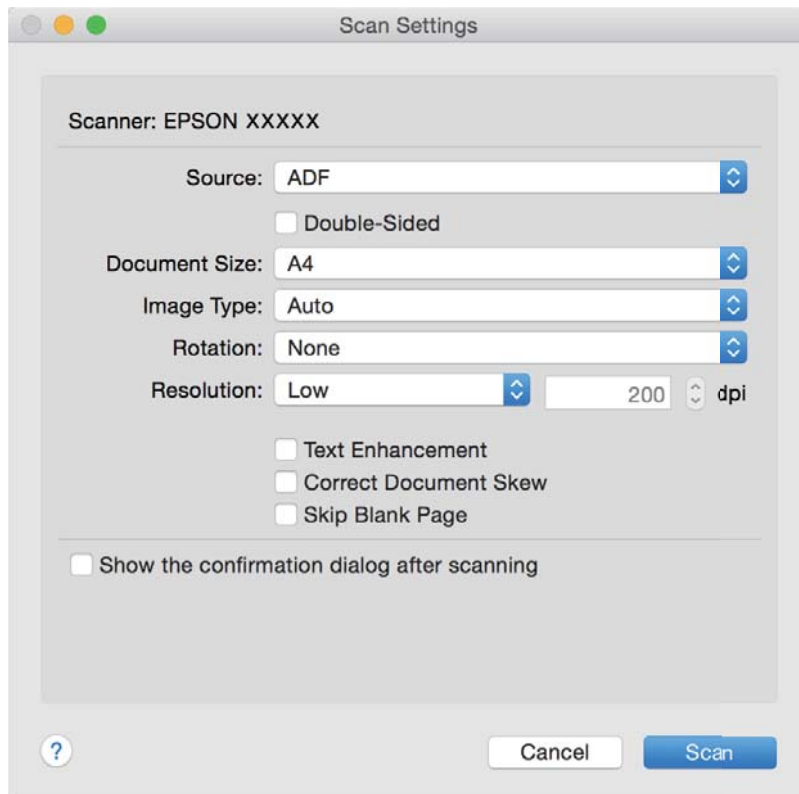 Scan Settings
Scanner: EPSON XXXXX
Source: ADF
Double-Sided
Document Size: A4
Image Type: Auto
Rotation: None
Resolution: Low 200 dpi
Text Enhancement
Correct Document Skew
Skip Blank Page
Show the confirmation dialog after scanning
? Cancel Scan